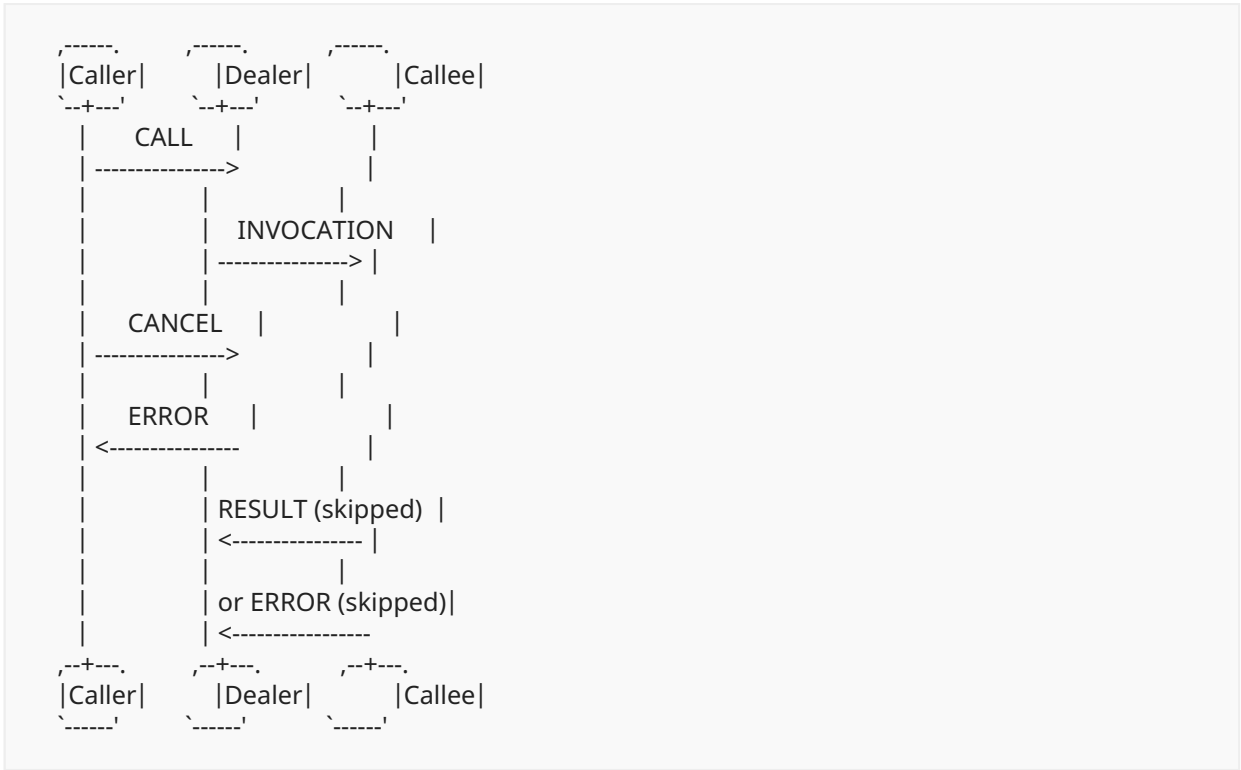 ,------.          ,------.            ,------.
|Caller|          |Dealer|            |Callee|
`--+---'          `--+---'            `--+---'
|       CALL      |                   |
| ---------------->                   |
|                 |                   |
|                 |    INVOCATION     |
|                 | ----------------> |
|                 |                   |
|      CANCEL     |                   |
| ---------------->                   |
|                 |                   |
|      ERROR      |                   |
| <----------------                   |
|                 |                   |
|                 | RESULT (skipped)  |
|                 | <---------------- |
|                 |                   |
|                 | or ERROR (skipped)|
|                 | <-----------------
,--+---.          ,--+---.            ,--+---.
|Caller|          |Dealer|            |Callee|
`------'          `------'            `------'